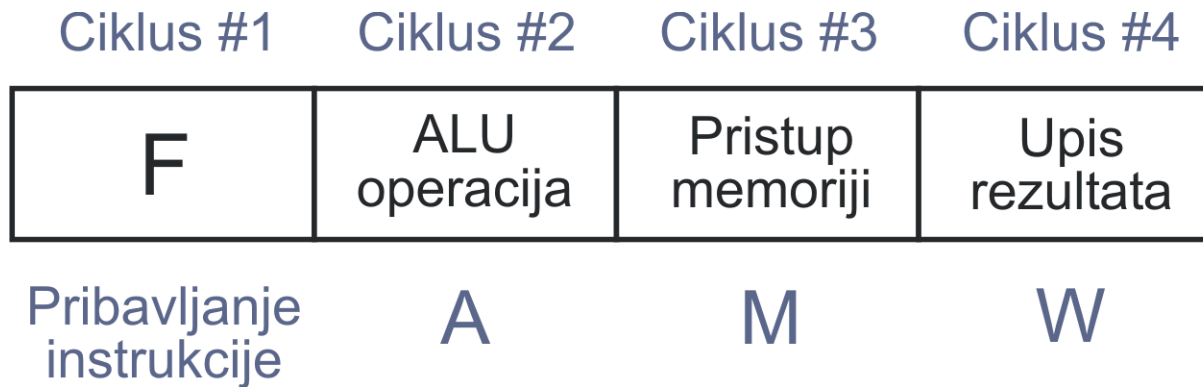 Ciklus #1 Ciklus #2 Ciklus #3 Ciklus #4
F
ALU
operacija
Pristup
memoriji
Upis
rezultata
Pribavljanje
instrukcije
A
M
W